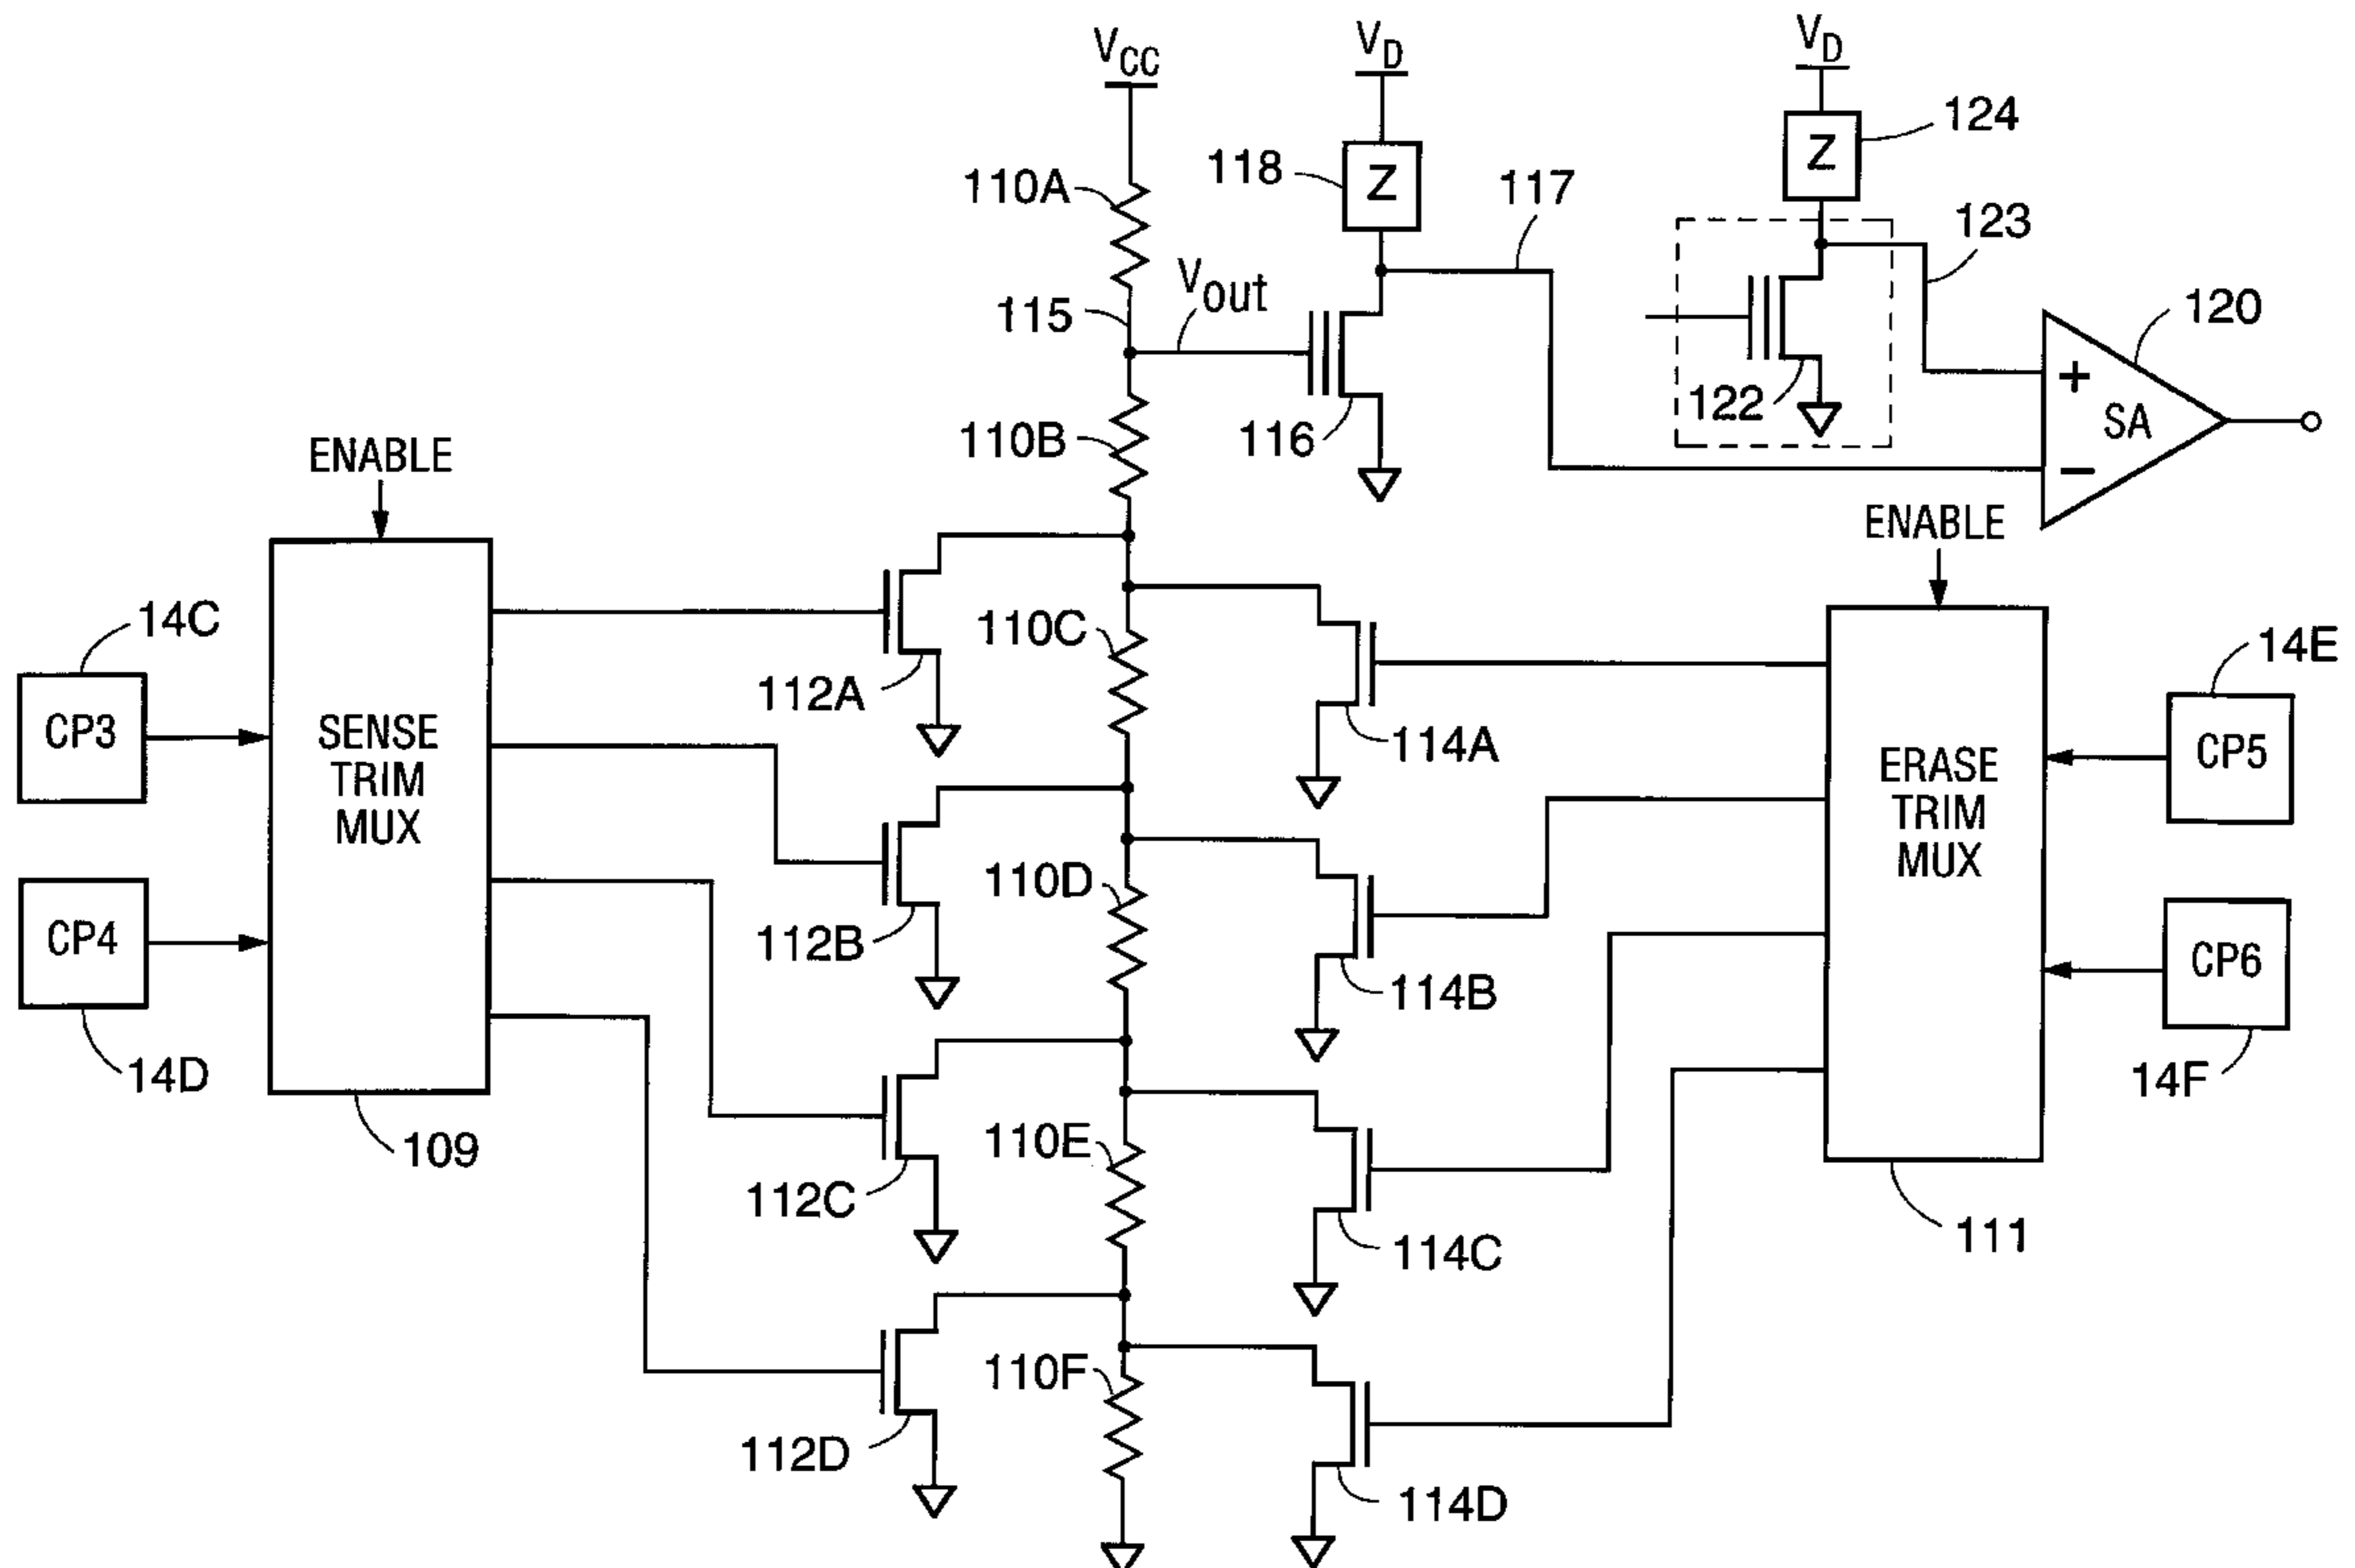 VCC
VD
VD
124
Z
118
Z
110A
117
123
Vout
115
120
+
SA
−
122
116
110B
ENABLE
ENABLE
14C
110C
14E
112A
CP3
SENSE
TRIM
MUX
114A
ERASE
TRIM
MUX
CP5
110D
CP4
112B
114B
CP6
14D
14F
109
110E
112C
114C
111
110F
112D
114D